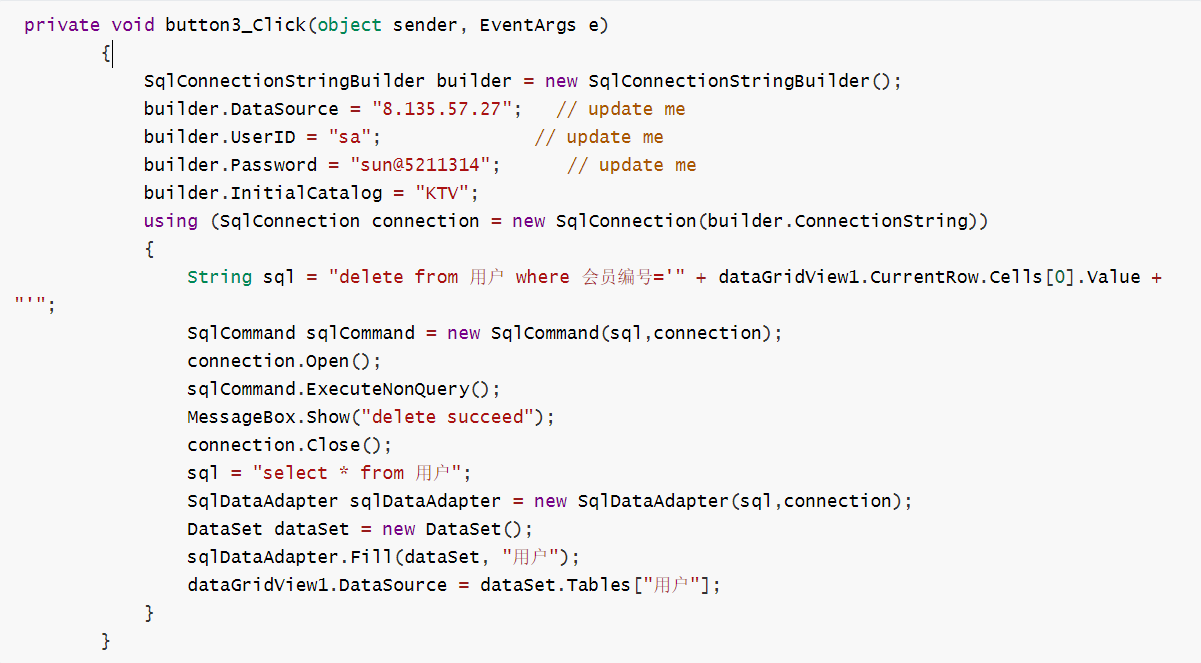 private void button3_Click(object sender, EventArgs e)
{
SqlConnectionStringBuilder builder = new SqlConnectionStringBuilder();
builder.DataSource = "8.135.57.27";   // update me
builder.UserID = "sa";              // update me
builder.Password = "sun@5211314";      // update me
builder.InitialCatalog = "KTV";
using (SqlConnection connection = new SqlConnection(builder.ConnectionString))
{
String sql = "delete from 用户 where 会员编号='" + dataGridView1.CurrentRow.Cells[0].Value +
"'";
SqlCommand sqlCommand = new SqlCommand(sql,connection);
connection.Open();
sqlCommand.ExecuteNonQuery();
MessageBox.Show("delete succeed");
connection.Close();
sql = "select * from 用户";
SqlDataAdapter sqlDataAdapter = new SqlDataAdapter(sql,connection);
DataSet dataSet = new DataSet();
sqlDataAdapter.Fill(dataSet, "用户");
dataGridView1.DataSource = dataSet.Tables["用户"];
}
}